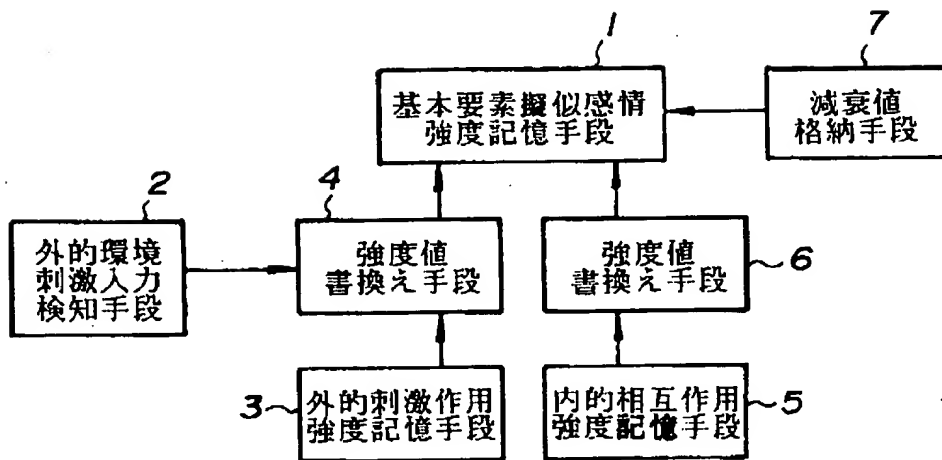 1
7
基本要素擬似感情
強度記憶手段
減衰値
格納手段
2
4
外的環境
刺激入力
検知手段
強度値
書換え手段
強度値
書換え手段
6
3
外的刺激作用
強度記憶手段
内的相互作用
強度記憶手段
5